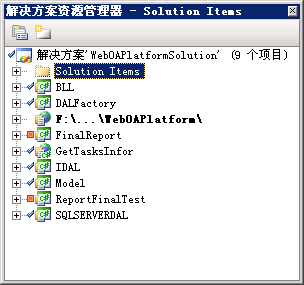 解决方案资源管理器 - Solution Items
解决方案'WebOAPlatformSolution' (9 个项目)
Solution Items
BLL
DALFactory
F:\...\WebOAPlatform\
FinalReport
GetTasksInfor
IDAL
Model
ReportFinalTest
SQLSERVERDAL